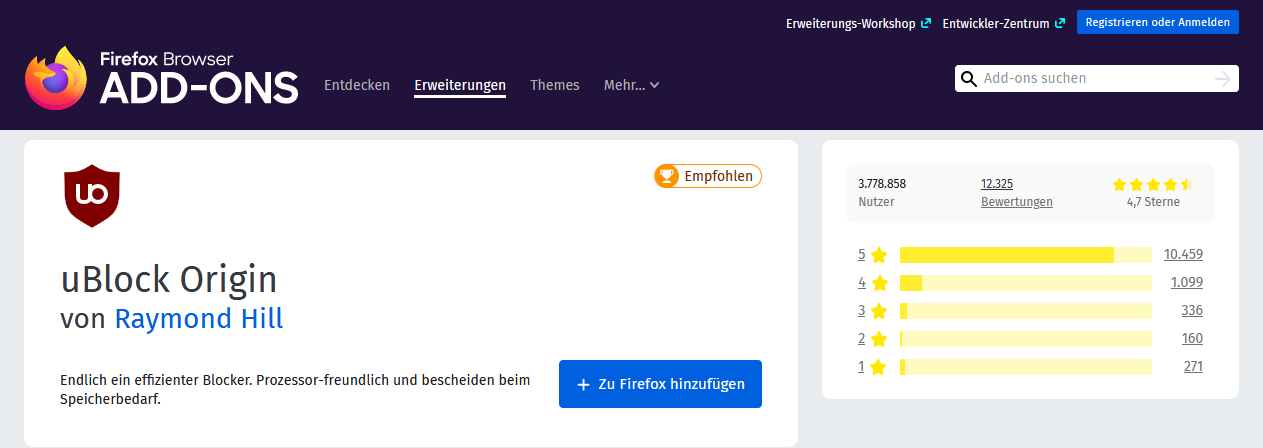 Erweiterungs-Workshop
Entwickler-Zentrum
Registrieren oder Anmelden
Firefox Browser
ADD-ONS
Entdecken
Erweiterungen
Themes
Mehr...
Add-ons suchen
uo
Empfohlen
uBlock Origin
von Raymond Hill
Endlich ein effizienter Blocker. Prozessor-freundlich und bescheiden beim
Speicherbedarf.
+ Zu Firefox hinzufügen
3.778.858
Nutzer
12.325
Bewertungen
4,7 Sterne
5 10.459
4 1.099
3 336
2 160
1 271